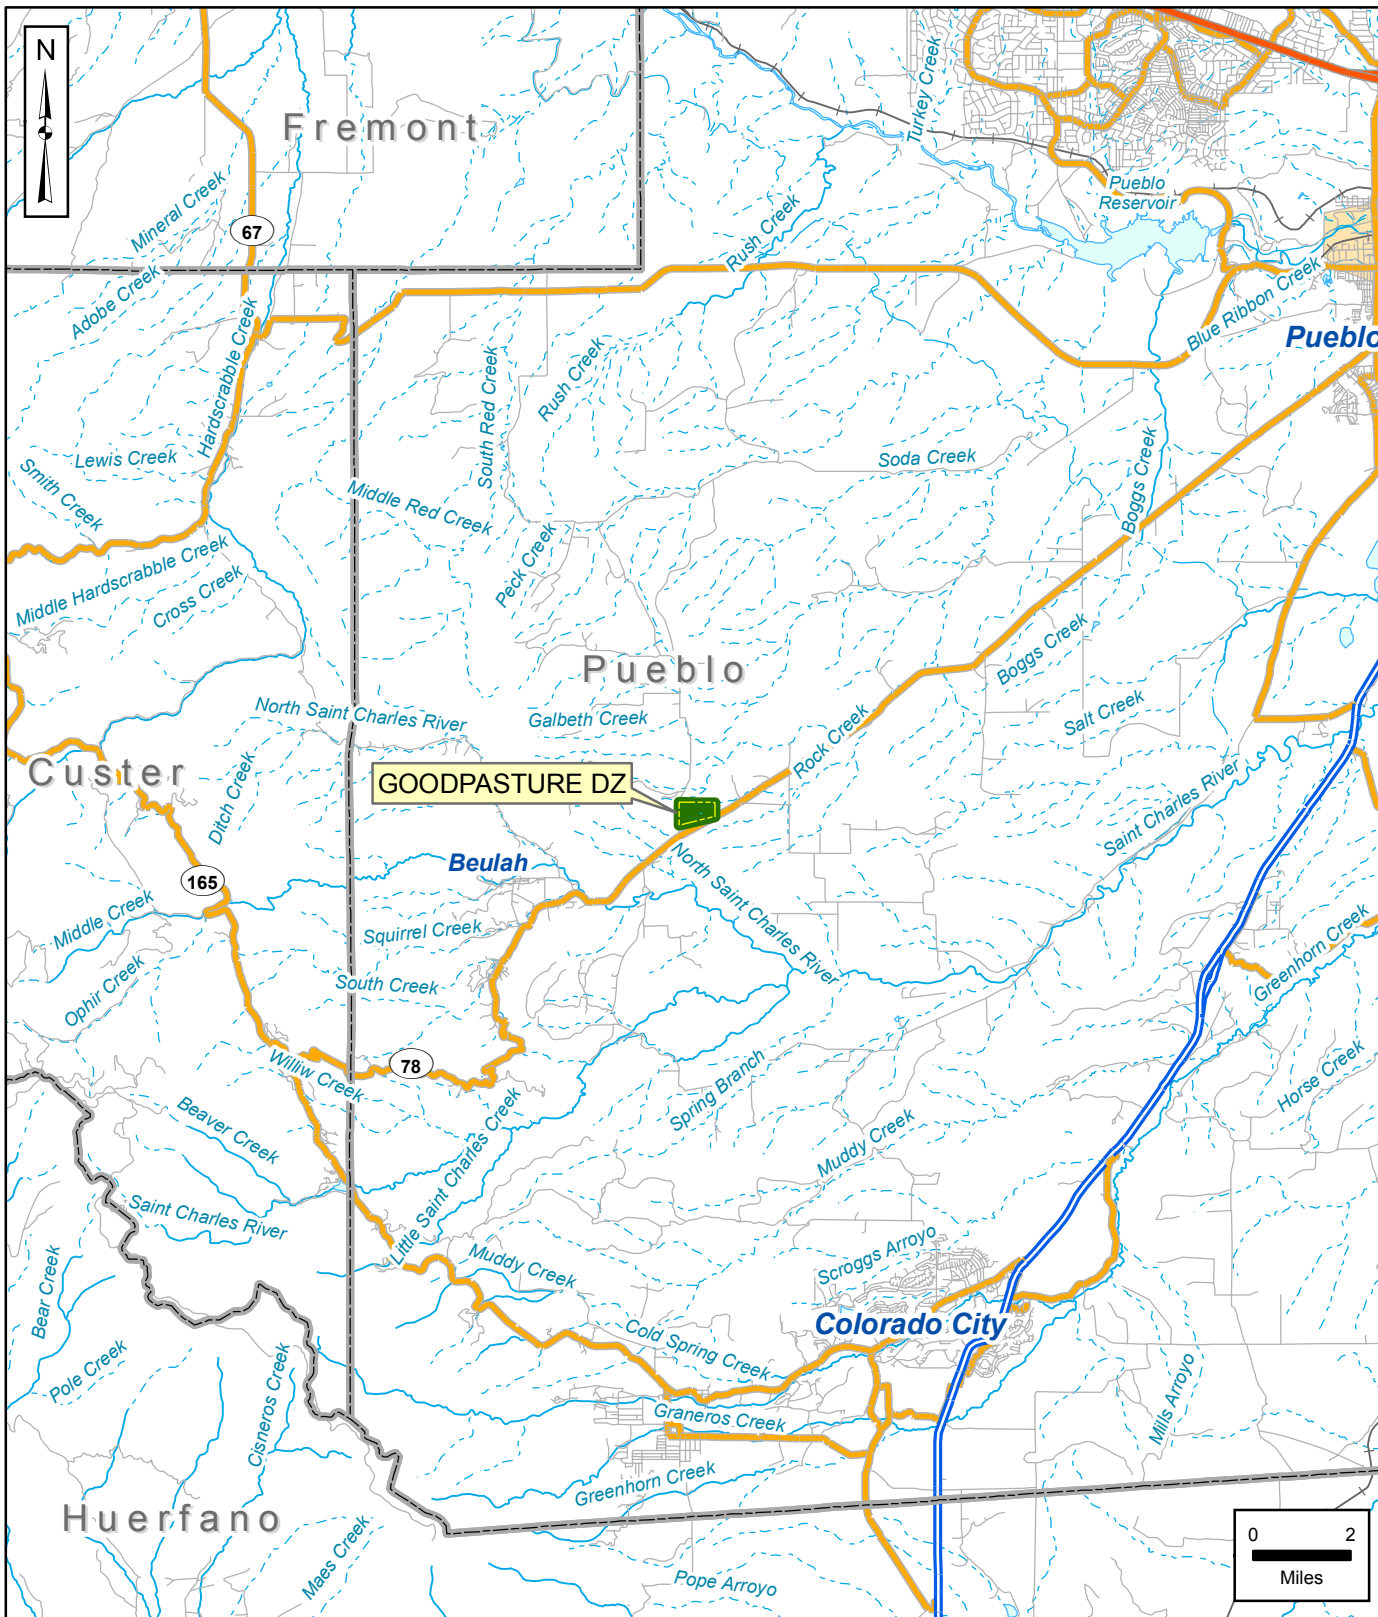 N
Fremont
Turkey Creek
Pueblo
Reservoir
Mineral Creek
67
Rush Creek
Adobe Creek
Blue Ribbon Creek
Pueblo
Hardscrabble Creek
South Red Creek
Rush Creek
Lewis Creek
Smith Creek
Soda Creek
Boggs Creek
Middle Red Creek
Middle Hardscrabble Creek
Cross Creek
Peck Creek
Pueblo
Boggs Creek
North Saint Charles River
Galbeth Creek
Salt Creek
Rock Creek
Custer
Ditch Creek
GOODPASTURE DZ
Saint Charles River
Beulah
165
North Saint Charles River
Middle Creek
Squirrel Creek
Greenhorn Creek
Ophir Creek
South Creek
Williw Creek
78
Horse Creek
Spring Branch
Beaver Creek
Muddy Creek
Little Saint Charles Creek
Saint Charles River
Scroggs Arroyo
Muddy Creek
Bear Creek
Colorado City
Cold Spring Creek
Pole Creek
Cisneros Creek
Mills Arroyo
Graneros Creek
Greenhorn Creek
Huerfano
Maes Creek
Pope Arroyo
0 2
Miles